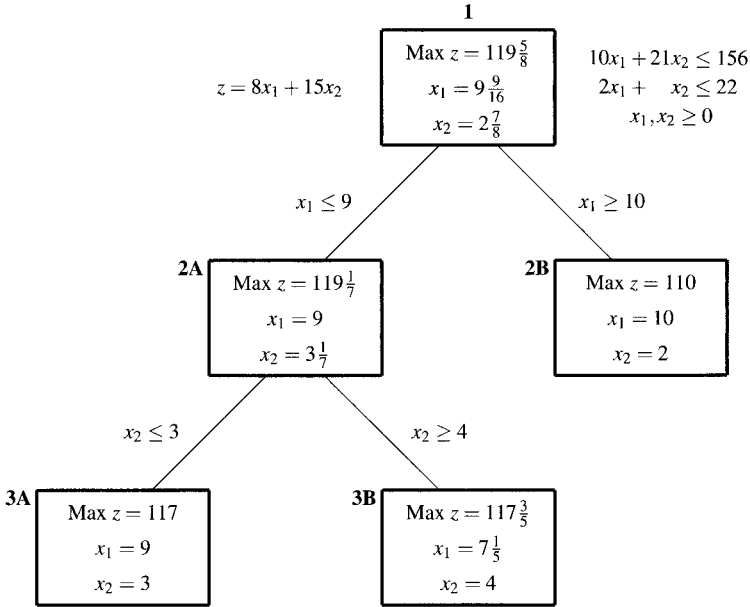 1
Max z = 119 5/8
x₁ = 9 9/16
x₂ = 2 7/8
z = 8x₁ + 15x₂
10x₁ + 21x₂ ≤ 156
2x₁ + x₂ ≤ 22
x₁, x₂ ≥ 0
x₁ ≤ 9
x₁ ≥ 10
2A
Max z = 119 1/7
x₁ = 9
x₂ = 3 1/7
2B
Max z = 110
x₁ = 10
x₂ = 2
x₂ ≤ 3
x₂ ≥ 4
3A
Max z = 117
x₁ = 9
x₂ = 3
3B
Max z = 117 3/5
x₁ = 7 1/5
x₂ = 4